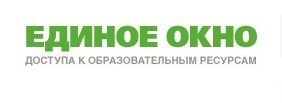 ЕДИНОЕ ОКНО
ДОСТУПА К ОБРАЗОВАТЕЛЬНЫМ РЕСУРСАМ